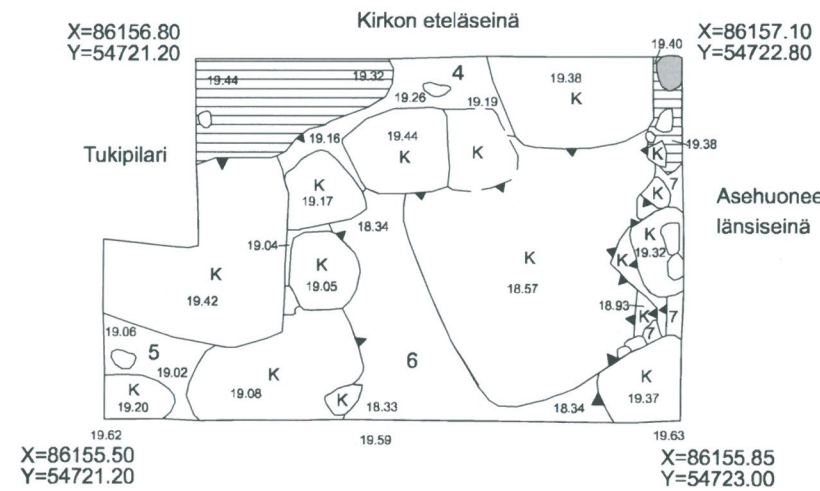 Kirkon eteläseinä
X=86156.80
Y=54721.20
X=86157.10
Y=54722.80
19.40
19.44
19.32
4
19.38
K
19.26
19.19
19.16
19.44
K
K
19.38
K
Tukipilari
K
19.17
K
7
Asehuonee
länsiseinä
18.34
K
19.32
19.04
K
19.05
K
18.57
K
K
19.42
18.93
K
7
7
19.06
5
19.02
6
K
19.08
K
19.20
K
18.33
18.34
K
19.37
19.62
19.59
19.63
X=86155.50
Y=54721.20
X=86155.85
Y=54723.00